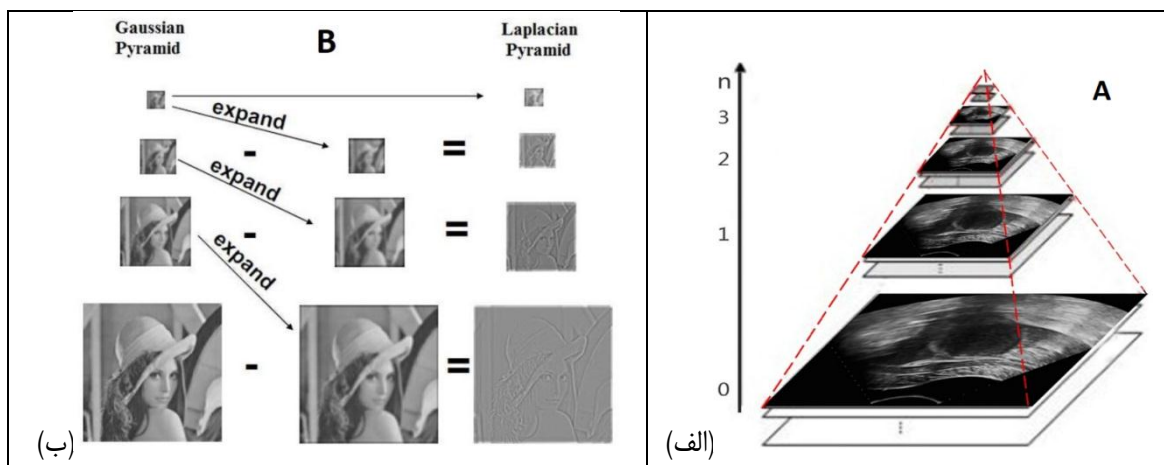 Gaussian
Pyramid
B
Laplacian
Pyramid
expand
-
=
expand
-
=
expand
-
=
(ب)
A
n
3
2
1
0
(الف)